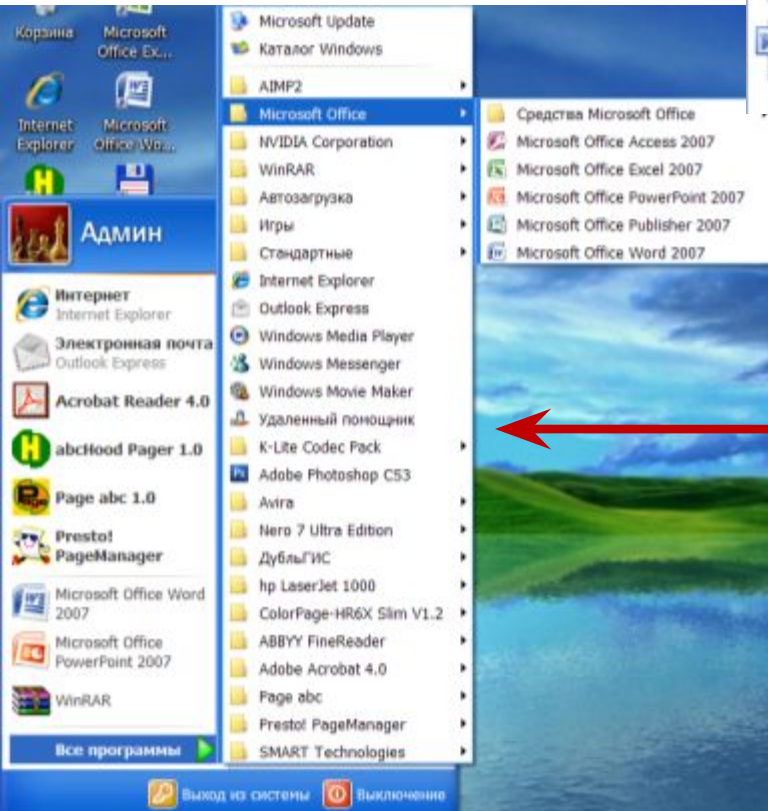 Корзина
Microsoft
Office Ex...
Internet
Explorer
Microsoft
Office Wo...
Админ
Интернет
Internet Explorer
Электронная почта
Outlook Express
Acrobat Reader 4.0
abcHood Pager 1.0
Page abc 1.0
Presto!
PageManager
Microsoft Office Word
2007
Microsoft Office
PowerPoint 2007
WinRAR
Все программы
Выход из системы
Выключение
Microsoft Update
Каталог Windows
AIMP2
Microsoft Office
NVIDIA Corporation
WinRAR
Автозагрузка
Игры
Стандартные
Internet Explorer
Outlook Express
Windows Media Player
Windows Messenger
Windows Movie Maker
Удаленный помощник
K-Lite Codec Pack
Adobe Photoshop CS3
Avira
Nero 7 Ultra Edition
ДубльГИС
hp LaserJet 1000
ColorPage-HR6X Slim V1.2
ABBYY FineReader
Adobe Acrobat 4.0
Page abc
Presto! PageManager
SMART Technologies
Средства Microsoft Office
Microsoft Office Access 2007
Microsoft Office Excel 2007
Microsoft Office PowerPoint 2007
Microsoft Office Publisher 2007
Microsoft Office Word 2007